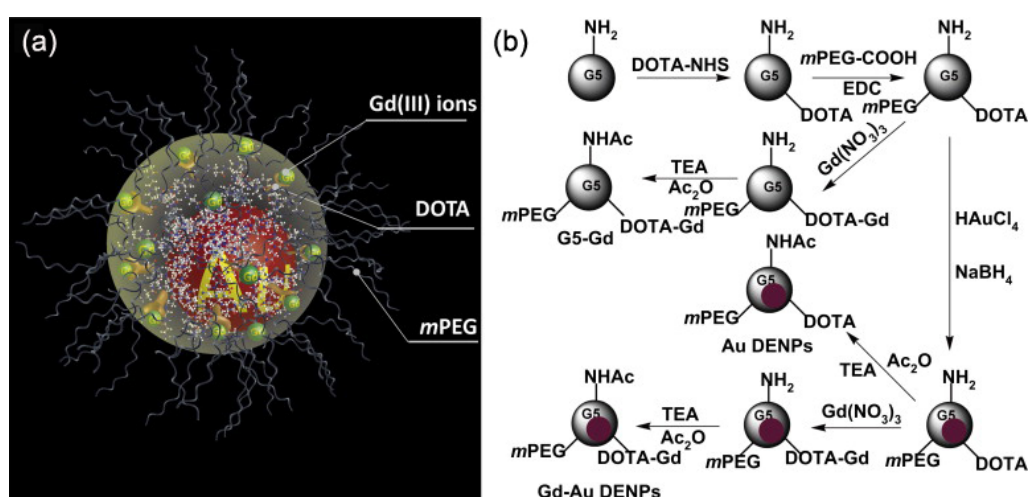 (a)
Gd(III) ions
DOTA
mPEG
Au
Gd
(b)
NH2
G5
DOTA-NHS
NH2
G5
DOTA
mPEG-COOH
EDC
NH2
G5
mPEG
DOTA
Gd(NO3)3
NH2
G5
mPEG
DOTA-Gd
TEA
Ac2O
NHAc
G5
mPEG
DOTA-Gd
G5-Gd
HAuCl4
NaBH4
NHAc
G5
mPEG
DOTA
Au DENPs
Ac2O
TEA
NH2
G5
mPEG
DOTA
Gd(NO3)3
NH2
G5
mPEG
DOTA-Gd
TEA
Ac2O
NHAc
G5
mPEG
DOTA-Gd
Gd-Au DENPs